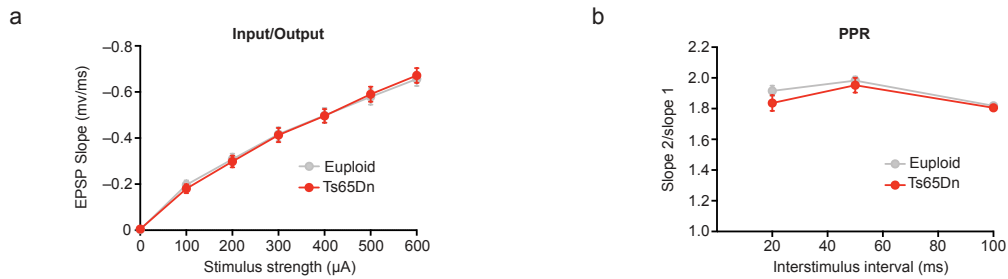 a
Input/Output
–0.8
–0.6
–0.4
–0.2
0
EPSP Slope (mv/ms)
Euploid
Ts65Dn
0 100 200 300 400 500 600
Stimulus strength (µA)
b
PPR
2.2
2.0
1.8
1.6
1.4
1.2
1.0
Slope 2/slope 1
Euploid
Ts65Dn
20 40 60 80 100
Interstimulus interval (ms)